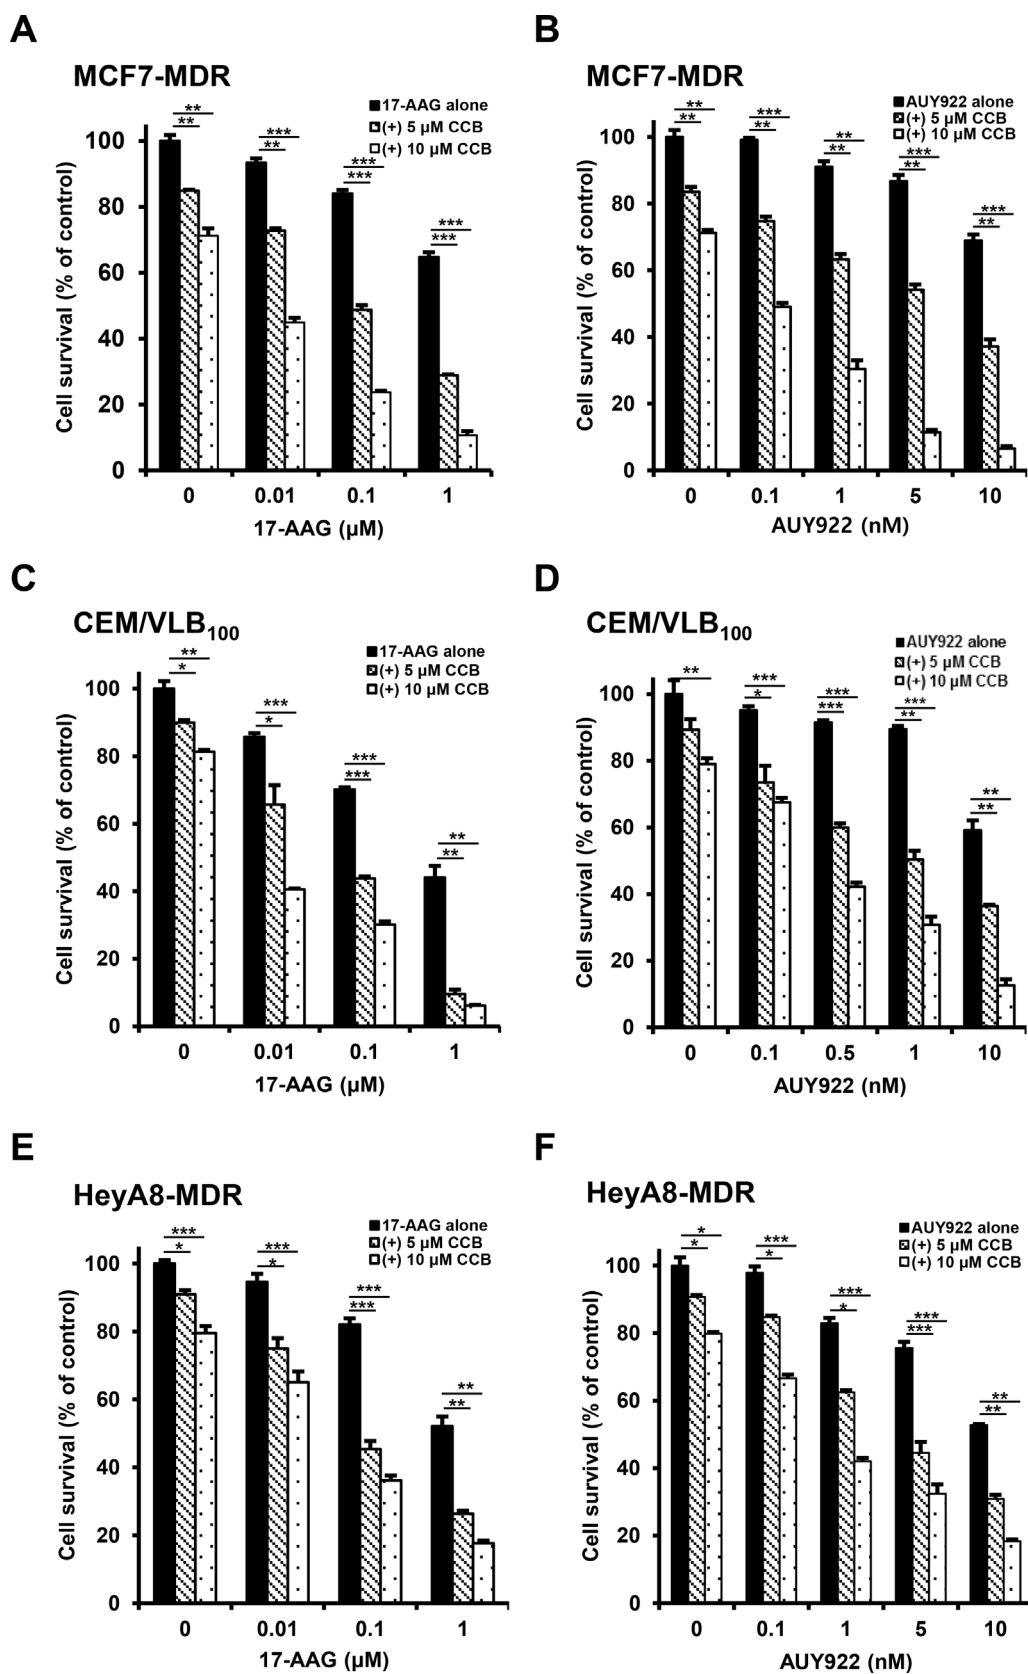 A
MCF7-MDR
17-AAG alone
(+) 5 µM CCB
(+) 10 µM CCB
** ** *** ** *** *** *** ***
Cell survival (% of control)
100
80
60
40
20
0
0 0.01 0.1 1
17-AAG (µM)
B
MCF7-MDR
AUY922 alone
(+) 5 µM CCB
(+) 10 µM CCB
** ** *** ** ** ** *** ** *** **
Cell survival (% of control)
100
80
60
40
20
0
0 0.1 1 5 10
AUY922 (nM)
C
CEM/VLB100
17-AAG alone
(+) 5 µM CCB
(+) 10 µM CCB
** * *** * *** *** ** **
Cell survival (% of control)
100
80
60
40
20
0
0 0.01 0.1 1
17-AAG (µM)
D
CEM/VLB100
AUY922 alone
(+) 5 µM CCB
(+) 10 µM CCB
** *** * *** *** *** ** ** **
Cell survival (% of control)
100
80
60
40
20
0
0 0.1 0.5 1 10
AUY922 (nM)
E
HeyA8-MDR
17-AAG alone
(+) 5 µM CCB
(+) 10 µM CCB
*** * *** * *** *** ** **
Cell survival (% of control)
100
80
60
40
20
0
0 0.01 0.1 1
17-AAG (µM)
F
HeyA8-MDR
AUY922 alone
(+) 5 µM CCB
(+) 10 µM CCB
* * *** * *** * *** *** ** **
Cell survival (% of control)
100
80
60
40
20
0
0 0.1 1 5 10
AUY922 (nM)